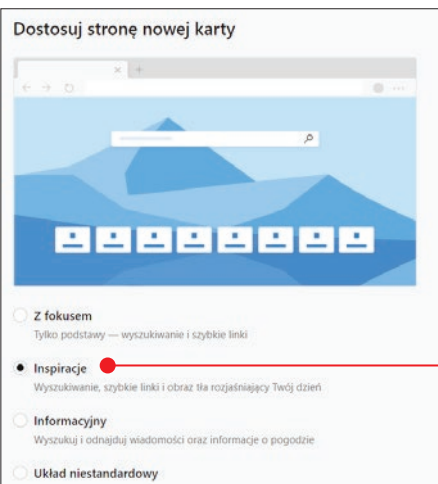 Dostosuj stronę nowej karty
Z fokusem
Tylko podstawy — wyszukiwanie i szybkie linki
Inspiracje
Wyszukiwanie, szybkie linki i obraz tła rozjaśniający Twój dzień
Informacyjny
Wyszukuj i odnajduj wiadomości oraz informacje o pogodzie
Układ niestandardowy